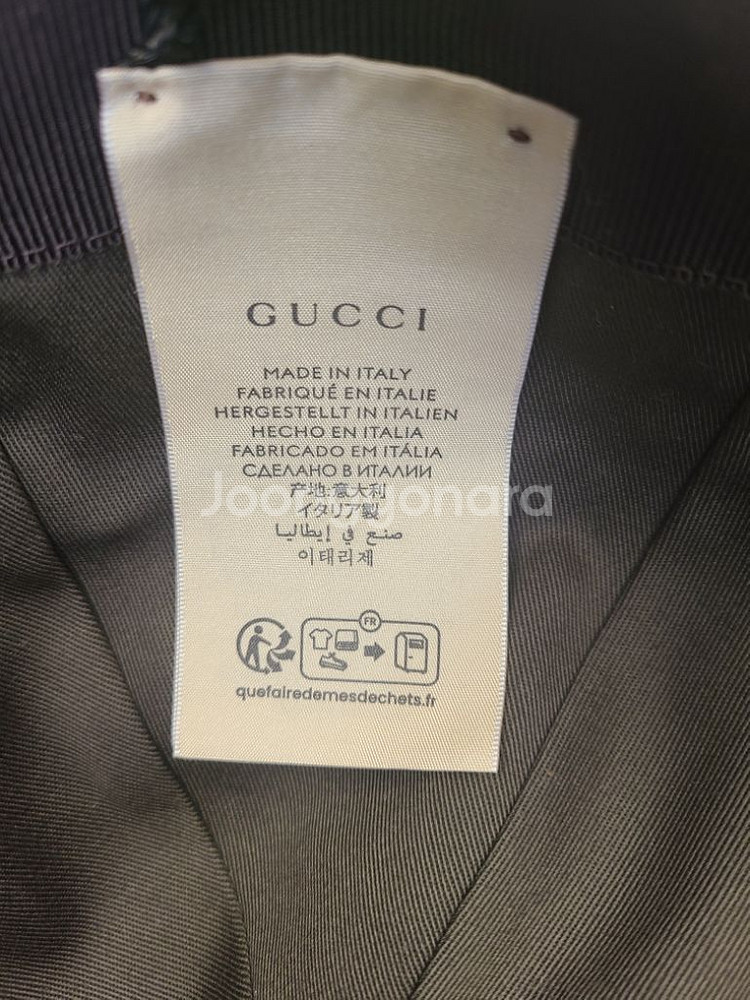 GUCCI
MADE IN ITALY
FABRIQUÉ EN ITALIE
HERGESTELLT IN ITALIEN
HECHO EN ITALIA
FABRICADO EM ITÁLIA
СДЕЛАНО В ИТАЛИИ
产地:意大利
Joonggonara
イタリア製
صنع في إيطاليا
이태리제
FR
quefairedemesdechets.fr